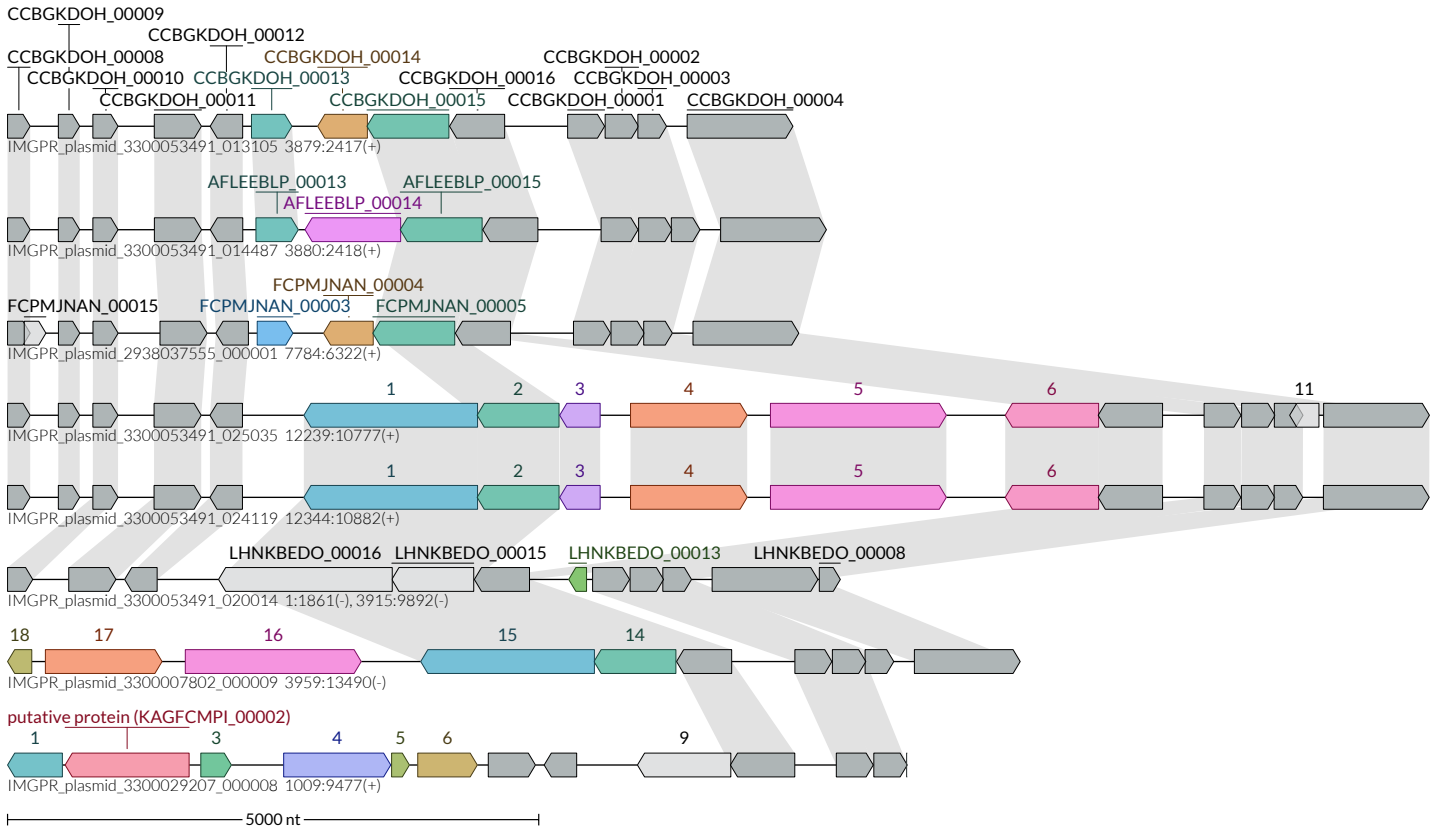 CCBGKDOH_00009
CCBGKDOH_00012
CCBGKDOH_00008 CCBGKDOH_00014 CCBGKDOH_00002
CCBGKDOH_00010 CCBGKDOH_00013 CCBGKDOH_00016 CCBGKDOH_00003
CCBGKDOH_00011 CCBGKDOH_00015 CCBGKDOH_00001 CCBGKDOH_00004
IMGPR_plasmid_3300053491_013105 3879:2417(+)
AFLEEBLP_00013 AFLEEBLP_00015
AFLEEBLP_00014
IMGPR_plasmid_3300053491_014487 3880:2418(+)
FCPMJNAN_00004
FCPMJNAN_00015 FCPMJNAN_00003 FCPMJNAN_00005
IMGPR_plasmid_2938037555_000001 7784:6322(+)
1 2 3 4 5 6 11
IMGPR_plasmid_3300053491_025035 12239:10777(+)
1 2 3 4 5 6
IMGPR_plasmid_3300053491_024119 12344:10882(+)
LHNKBEDO_00016 LHNKBEDO_00015 LHNKBEDO_00013 LHNKBEDO_00008
IMGPR_plasmid_3300053491_020014 1:1861(-), 3915:9892(-)
18 17 16 15 14
IMGPR_plasmid_3300007802_000009 3959:13490(-)
putative protein (KAGFCMPI_00002)
1 3 4 5 6 9
IMGPR_plasmid_3300029207_000008 1009:9477(+)
5000 nt